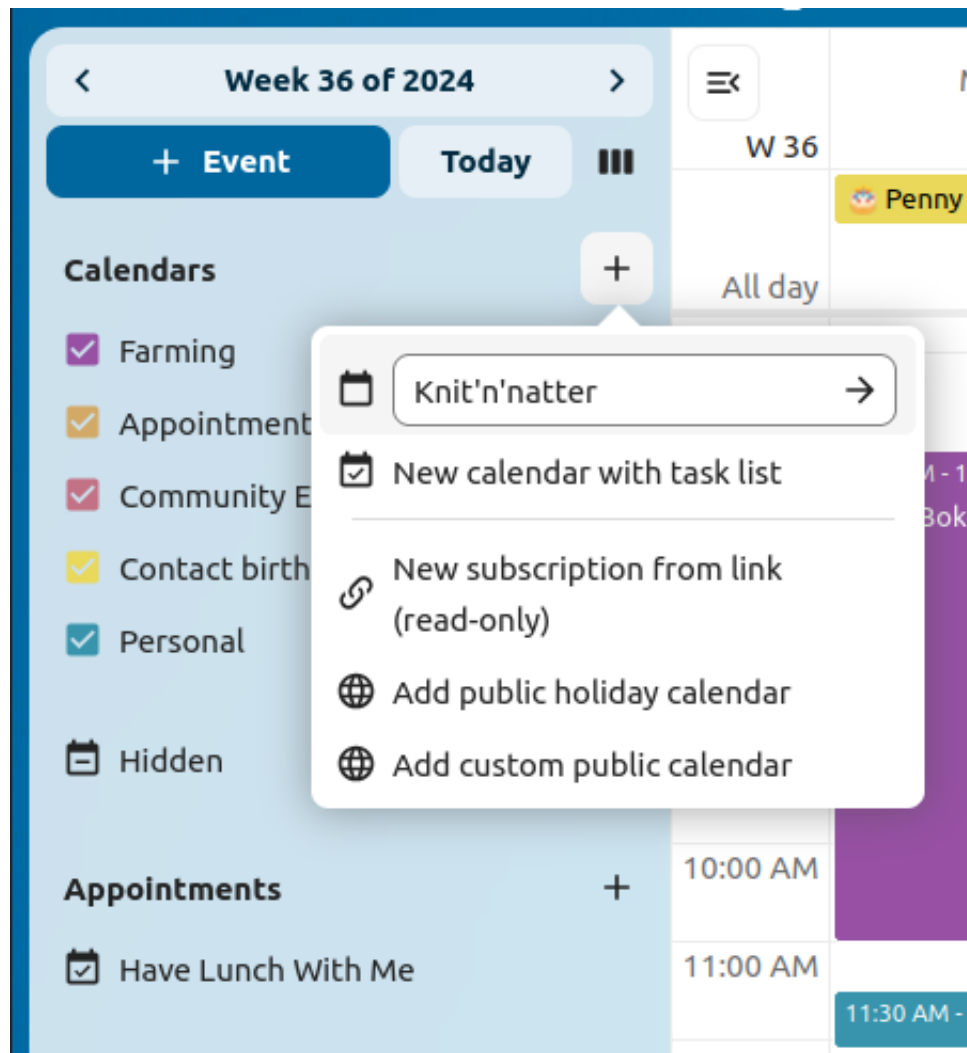 Week 36 of 2024
+ Event
Today
W 36
Penny
Calendars
All day
Farming
Knit'n'natter
Appointment
New calendar with task list
Community E
Contact birth
New subscription from link
(read-only)
Personal
Add public holiday calendar
Hidden
Add custom public calendar
10:00 AM
Appointments
11:00 AM
Have Lunch With Me
11:30 AM -